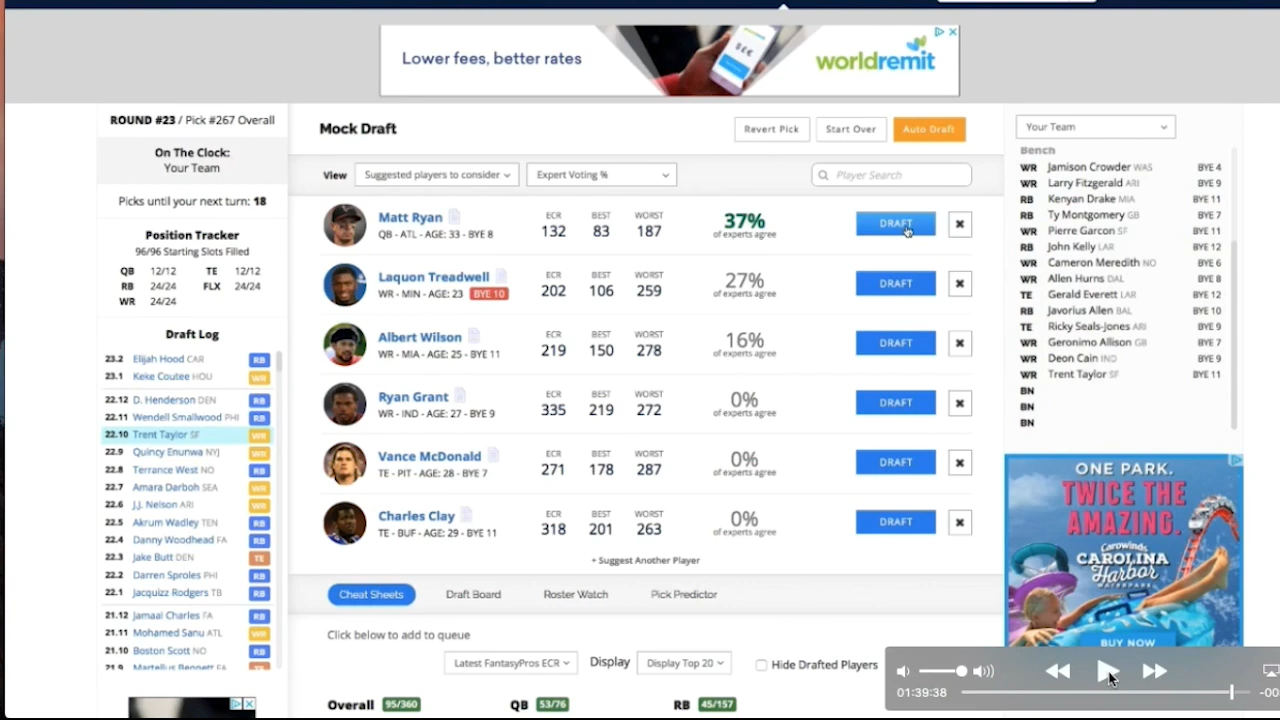 Lower fees, better rates
worldremit
ROUND #23 / Pick #267 Overall
On The Clock:
Your Team
Picks until your next turn: 18
Position Tracker
96/96 Starting Slots Filled
QB 12/12 TE 12/12
RB 24/24 FLX 24/24
WR 24/24
Draft Log
23.2 Elijah Hood CAR RB
23.1 Keke Coutee HOU WR
22.12 D. Henderson DEN RB
22.11 Wendell Smallwood PHI RB
22.10 Trent Taylor SF WR
22.9 Quincy Enunwa NYJ WR
22.8 Terrance West NO RB
22.7 Amara Darboh SEA WR
22.6 J.J. Nelson ARI WR
22.5 Akrum Wadley TEN RB
22.4 Danny Woodhead FA RB
22.3 Jake Butt DEN TE
22.2 Darren Sproles PHI RB
22.1 Jacquizz Rodgers TB RB
21.12 Jamaal Charles FA RB
21.11 Mohamed Sanu ATL WR
21.10 Boston Scott NO RB
21.9 Martellus Bennett FA TE
Mock Draft
Revert Pick Start Over Auto Draft
View Suggested players to consider Expert Voting % Player Search
Matt Ryan ECR BEST WORST 37% DRAFT
QB - ATL - AGE: 33 - BYE 8 132 83 187 of experts agree
Laquon Treadwell ECR BEST WORST 27% DRAFT
WR - MIN - AGE: 23 BYE 10 202 106 259 of experts agree
Albert Wilson ECR BEST WORST 16% DRAFT
WR - MIA - AGE: 25 - BYE 11 219 150 278 of experts agree
Ryan Grant ECR BEST WORST 0% DRAFT
WR - IND - AGE: 27 - BYE 9 335 219 272 of experts agree
Vance McDonald ECR BEST WORST 0% DRAFT
TE - PIT - AGE: 28 - BYE 7 271 178 287 of experts agree
Charles Clay ECR BEST WORST 0% DRAFT
TE - BUF - AGE: 29 - BYE 11 318 201 263 of experts agree
+ Suggest Another Player
Cheat Sheets Draft Board Roster Watch Pick Predictor
Click below to add to queue
Latest FantasyPros ECR Display Display Top 20 Hide Drafted Players
Overall 95/360 QB 53/76 RB 45/157
Your Team
Bench
WR Jamison Crowder WAS BYE 4
WR Larry Fitzgerald ARI BYE 9
RB Kenyan Drake MIA BYE 11
RB Ty Montgomery GB BYE 7
WR Pierre Garcon SF BYE 11
RB John Kelly LAR BYE 12
WR Cameron Meredith NO BYE 6
WR Allen Hurns DAL BYE 8
TE Gerald Everett LAR BYE 12
RB Javorius Allen BAL BYE 10
TE Ricky Seals-Jones ARI BYE 9
WR Geronimo Allison GB BYE 7
WR Deon Cain IND BYE 9
WR Trent Taylor SF BYE 11
BN
BN
BN
ONE PARK.
TWICE THE
AMAZING.
Carowinds
CAROLINA
Harbor
WATERPARK
BUY NOW
01:39:38 -00